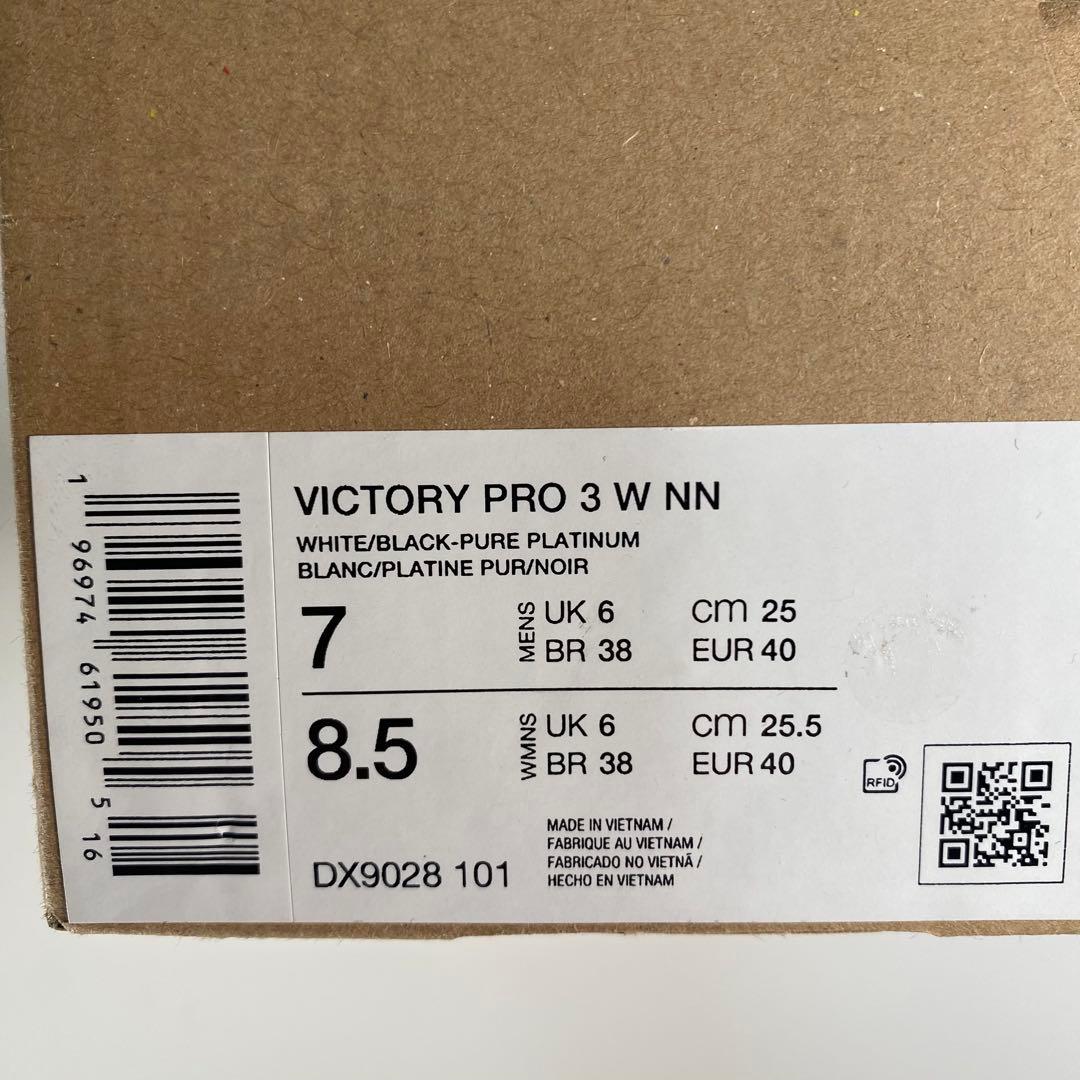 VICTORY PRO 3 W NN
WHITE/BLACK-PURE PLATINUM
BLANC/PLATINE PUR/NOIR
7 MENS UK 6 CM 25
BR 38 EUR 40
8.5 WMNS UK 6 CM 25.5
BR 38 EUR 40
RFID
MADE IN VIETNAM /
FABRIQUE AU VIETNAM /
FABRICADO NO VIETNÃ /
HECHO EN VIETNAM
DX9028 101
1 96974 61950 5 16